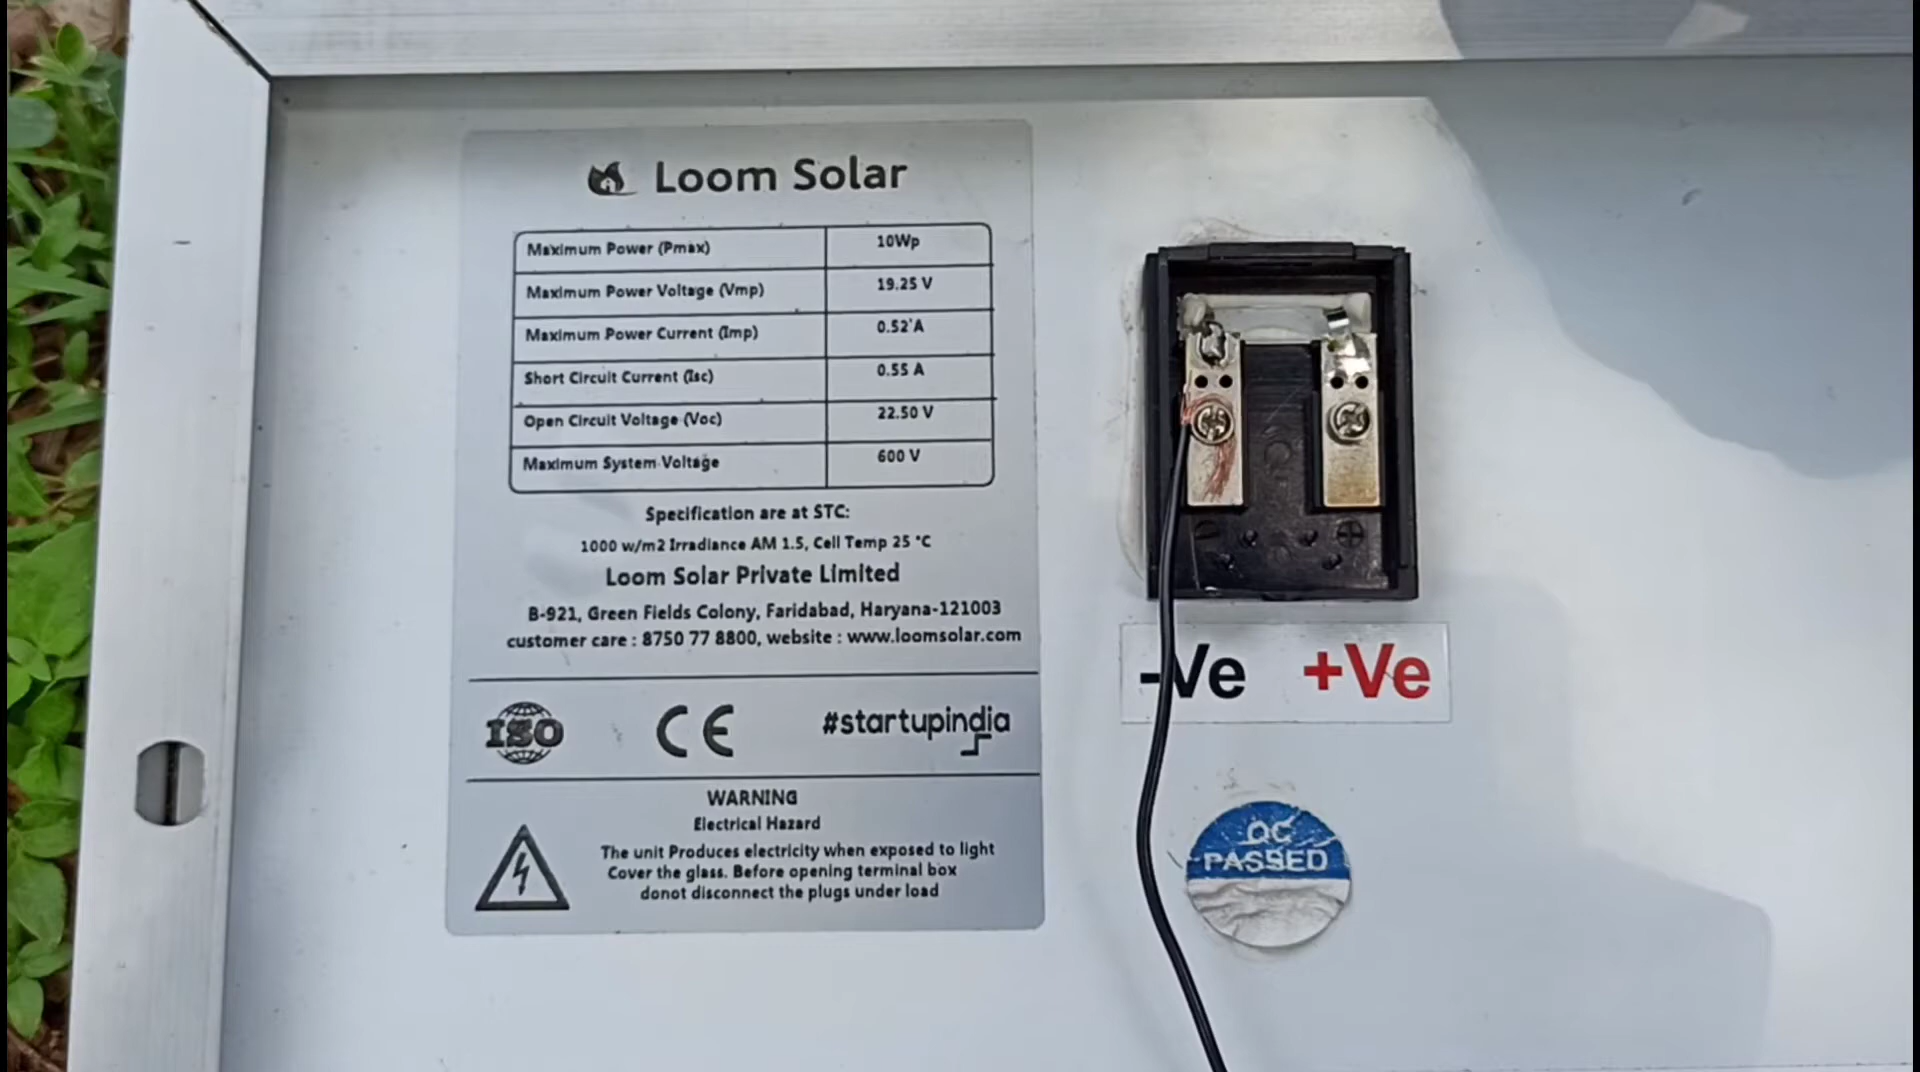 Loom Solar
Maximum Power (Pmax) 10Wp
Maximum Power Voltage (Vmp) 19.25 V
Maximum Power Current (Imp) 0.52 A
Short Circuit Current (Isc) 0.55 A
Open Circuit Voltage (Voc) 22.50 V
Maximum System Voltage 600 V
Specification are at STC:
1000 w/m2 Irradiance AM 1.5, Cell Temp 25 °C
Loom Solar Private Limited
B-921, Green Fields Colony, Faridabad, Haryana-121003
customer care : 8750 77 8800, website : www.loomsolar.com
ISO CE #startupindia
WARNING
Electrical Hazard
The unit Produces electricity when exposed to light
Cover the glass. Before opening terminal box
donot disconnect the plugs under load
-Ve +Ve
QC
PASSED